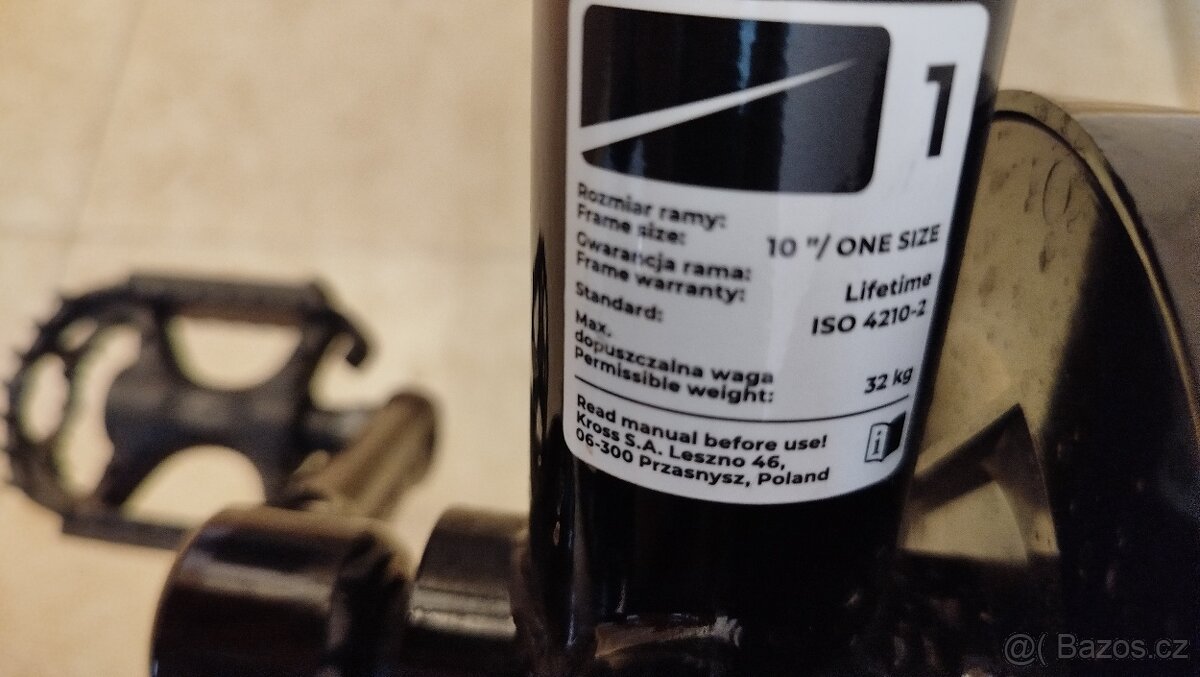 1
Rozmiar ramy:
Frame size: 10 "/ ONE SIZE
Gwarancja rama:
Frame warranty: Lifetime
Standard: ISO 4210-2
Max.
dopuszczalna waga
Permissible weight: 32 kg
Read manual before use!
Kross S.A. Leszno 46,
06-300 Przasnysz, Poland
@( Bazos.cz